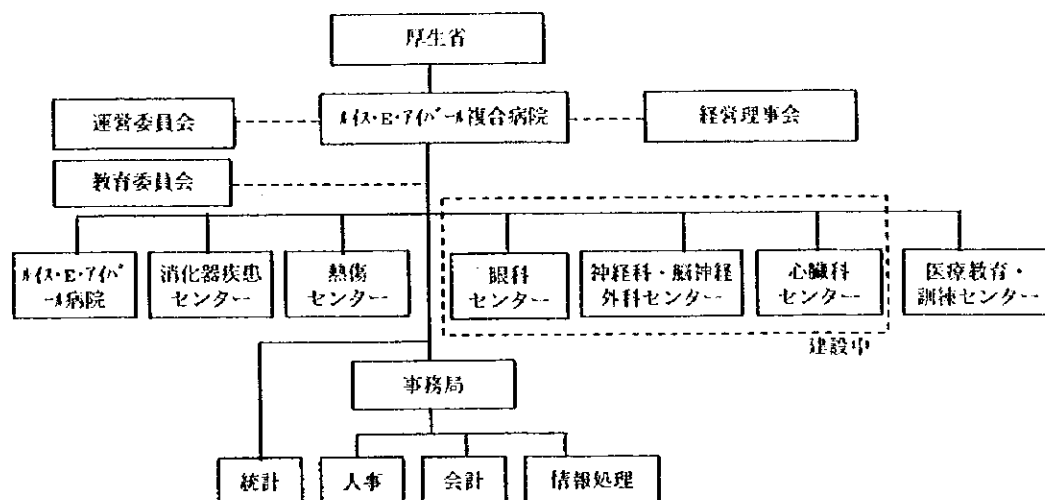 厚生省
運営委員会
ﾙｲｽ・E・ｱｲﾊﾞｰﾙ複合病院
経営理事会
教育委員会
ﾙｲｽ・E・ｱｲﾊﾞ
ｰﾙ病院
消化器疾患
センター
熱傷
センター
眼科
センター
神経科・脳神経
外科センター
心臓科
センター
医療教育・
訓練センター
建設中
事務局
統計
人事
会計
情報処理